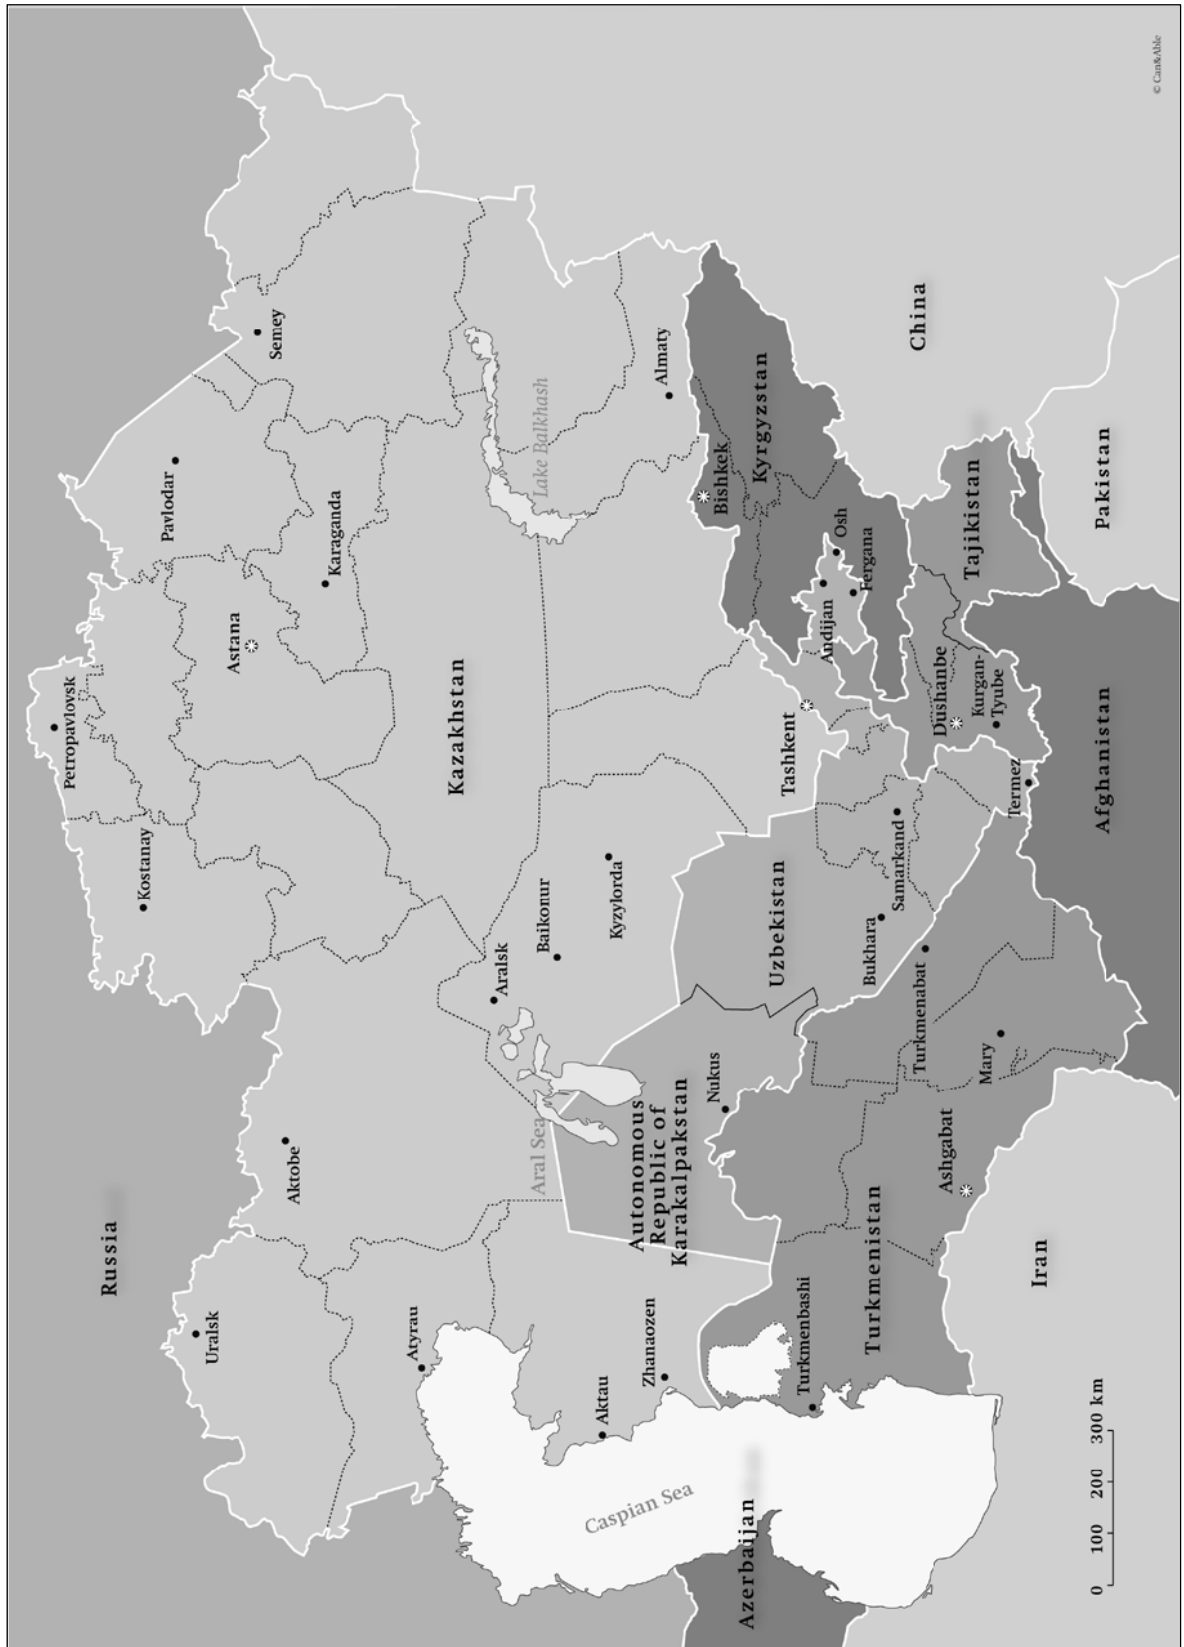 Russia
Petropavlovsk
Kostanay
Pavlodar
Astana
Semey
Uralsk
Karaganda
Aktobe
Atyrau
Kazakhstan
Aralsk
Baikonur
Kyzylorda
Lake Balkhash
Aral Sea
Almaty
Aktau
Zhanaozen
Caspian Sea
Autonomous
Republic of
Karakalpakstan
Nukus
Uzbekistan
Tashkent
Bishkek
Kyrgyzstan
Andijan
Osh
Fergana
China
Azerbaijan
Turkmenbashi
Turkmenistan
Bukhara
Samarkand
Turkmenabat
Dushanbe
Kurgan-
Tyube
Tajikistan
Ashgabat
Mary
Termez
Iran
Afghanistan
Pakistan
0 100 200 300 km
© Can&Able